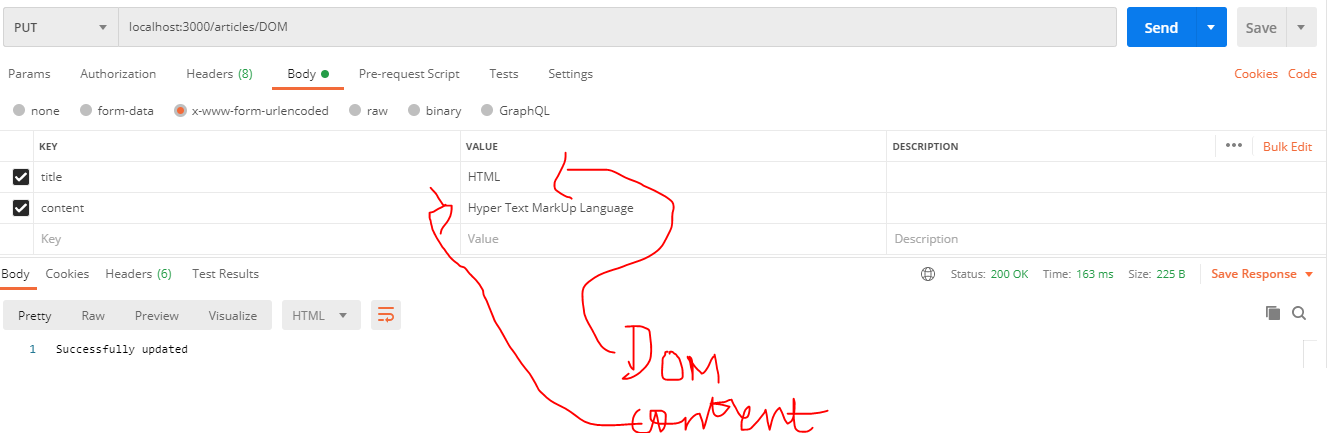 PUT localhost:3000/articles/DOM Send Save
Params Authorization Headers (8) Body Pre-request Script Tests Settings Cookies Code
none form-data x-www-form-urlencoded raw binary GraphQL
KEY VALUE DESCRIPTION ••• Bulk Edit
title HTML
content Hyper Text MarkUp Language
Key Value Description
Body Cookies Headers (6) Test Results Status: 200 OK Time: 163 ms Size: 225 B Save Response
Pretty Raw Preview Visualize HTML
1 Successfully updated
DOM
content